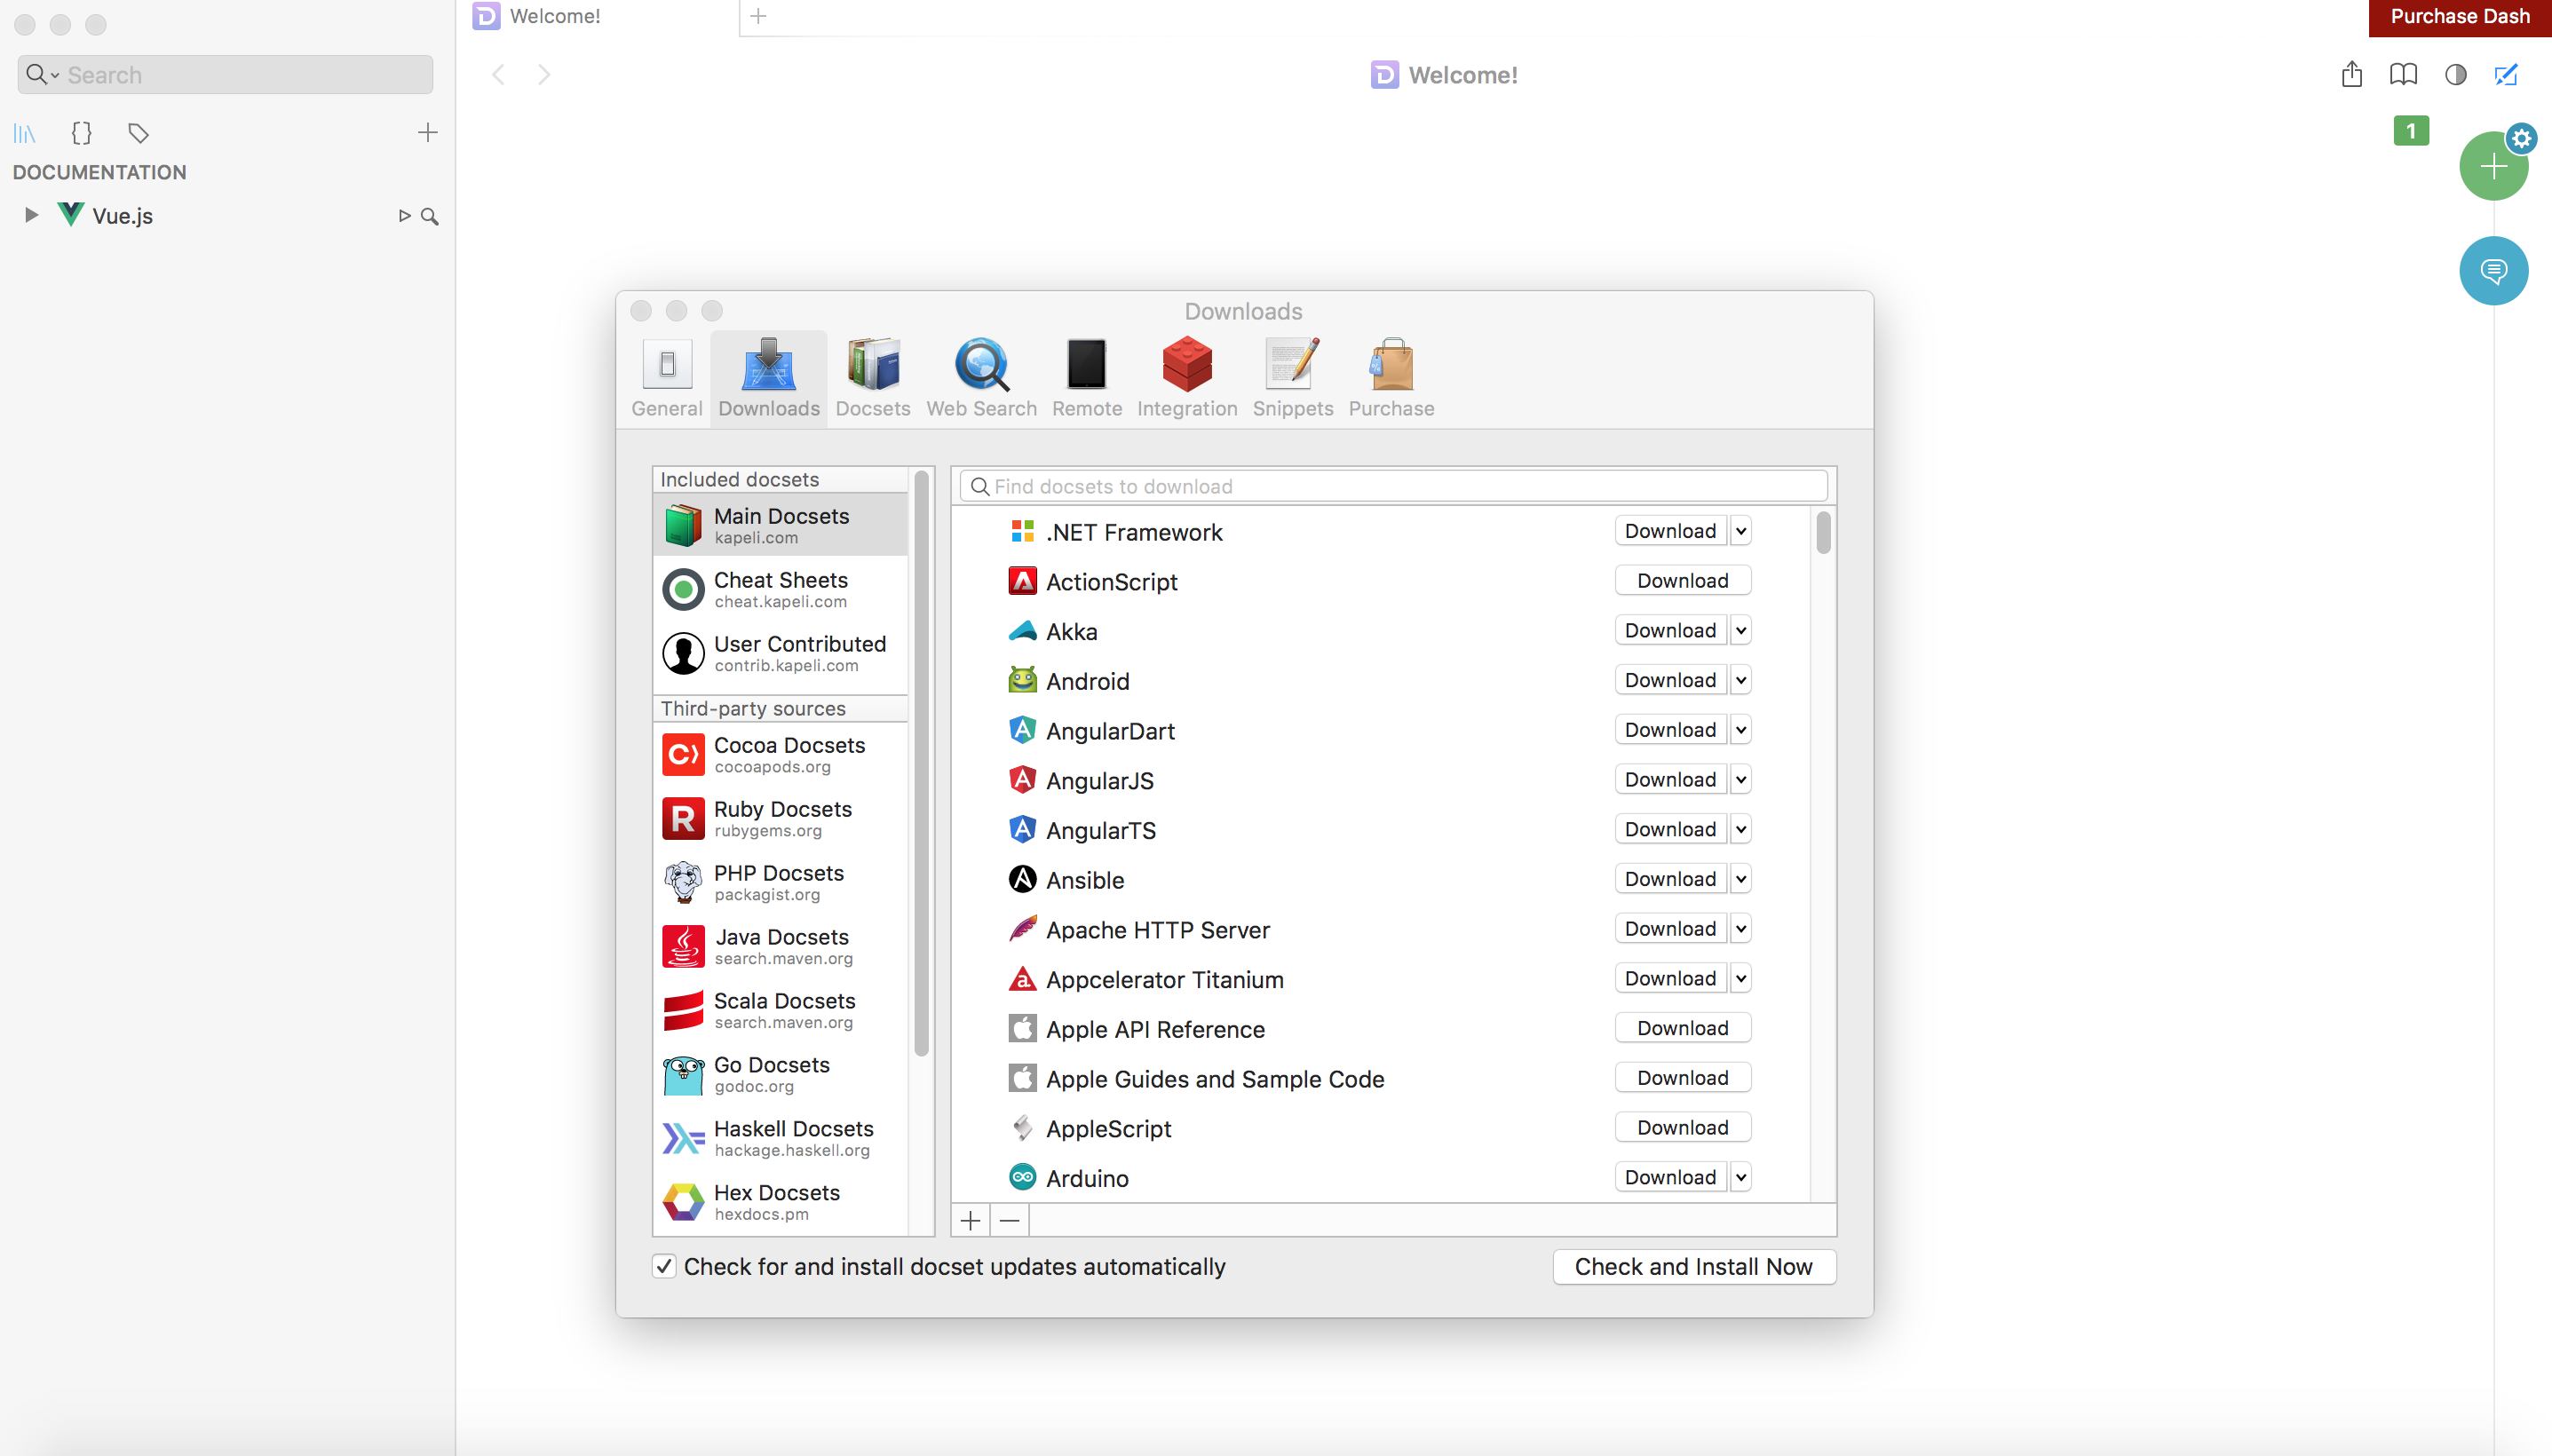 Welcome!
Purchase Dash
Search
Welcome!
DOCUMENTATION
1
Vue.js
Downloads
General
Downloads
Docsets
Web Search
Remote
Integration
Snippets
Purchase
Included docsets
Main Docsets
kapeli.com
Cheat Sheets
cheat.kapeli.com
User Contributed
contrib.kapeli.com
Third-party sources
Cocoa Docsets
cocoapods.org
Ruby Docsets
rubygems.org
PHP Docsets
packagist.org
Java Docsets
search.maven.org
Scala Docsets
search.maven.org
Go Docsets
godoc.org
Haskell Docsets
hackage.haskell.org
Hex Docsets
hexdocs.pm
Find docsets to download
.NET Framework Download
ActionScript Download
Akka Download
Android Download
AngularDart Download
AngularJS Download
AngularTS Download
Ansible Download
Apache HTTP Server Download
Appcelerator Titanium Download
Apple API Reference Download
Apple Guides and Sample Code Download
AppleScript Download
Arduino Download
Check for and install docset updates automatically
Check and Install Now